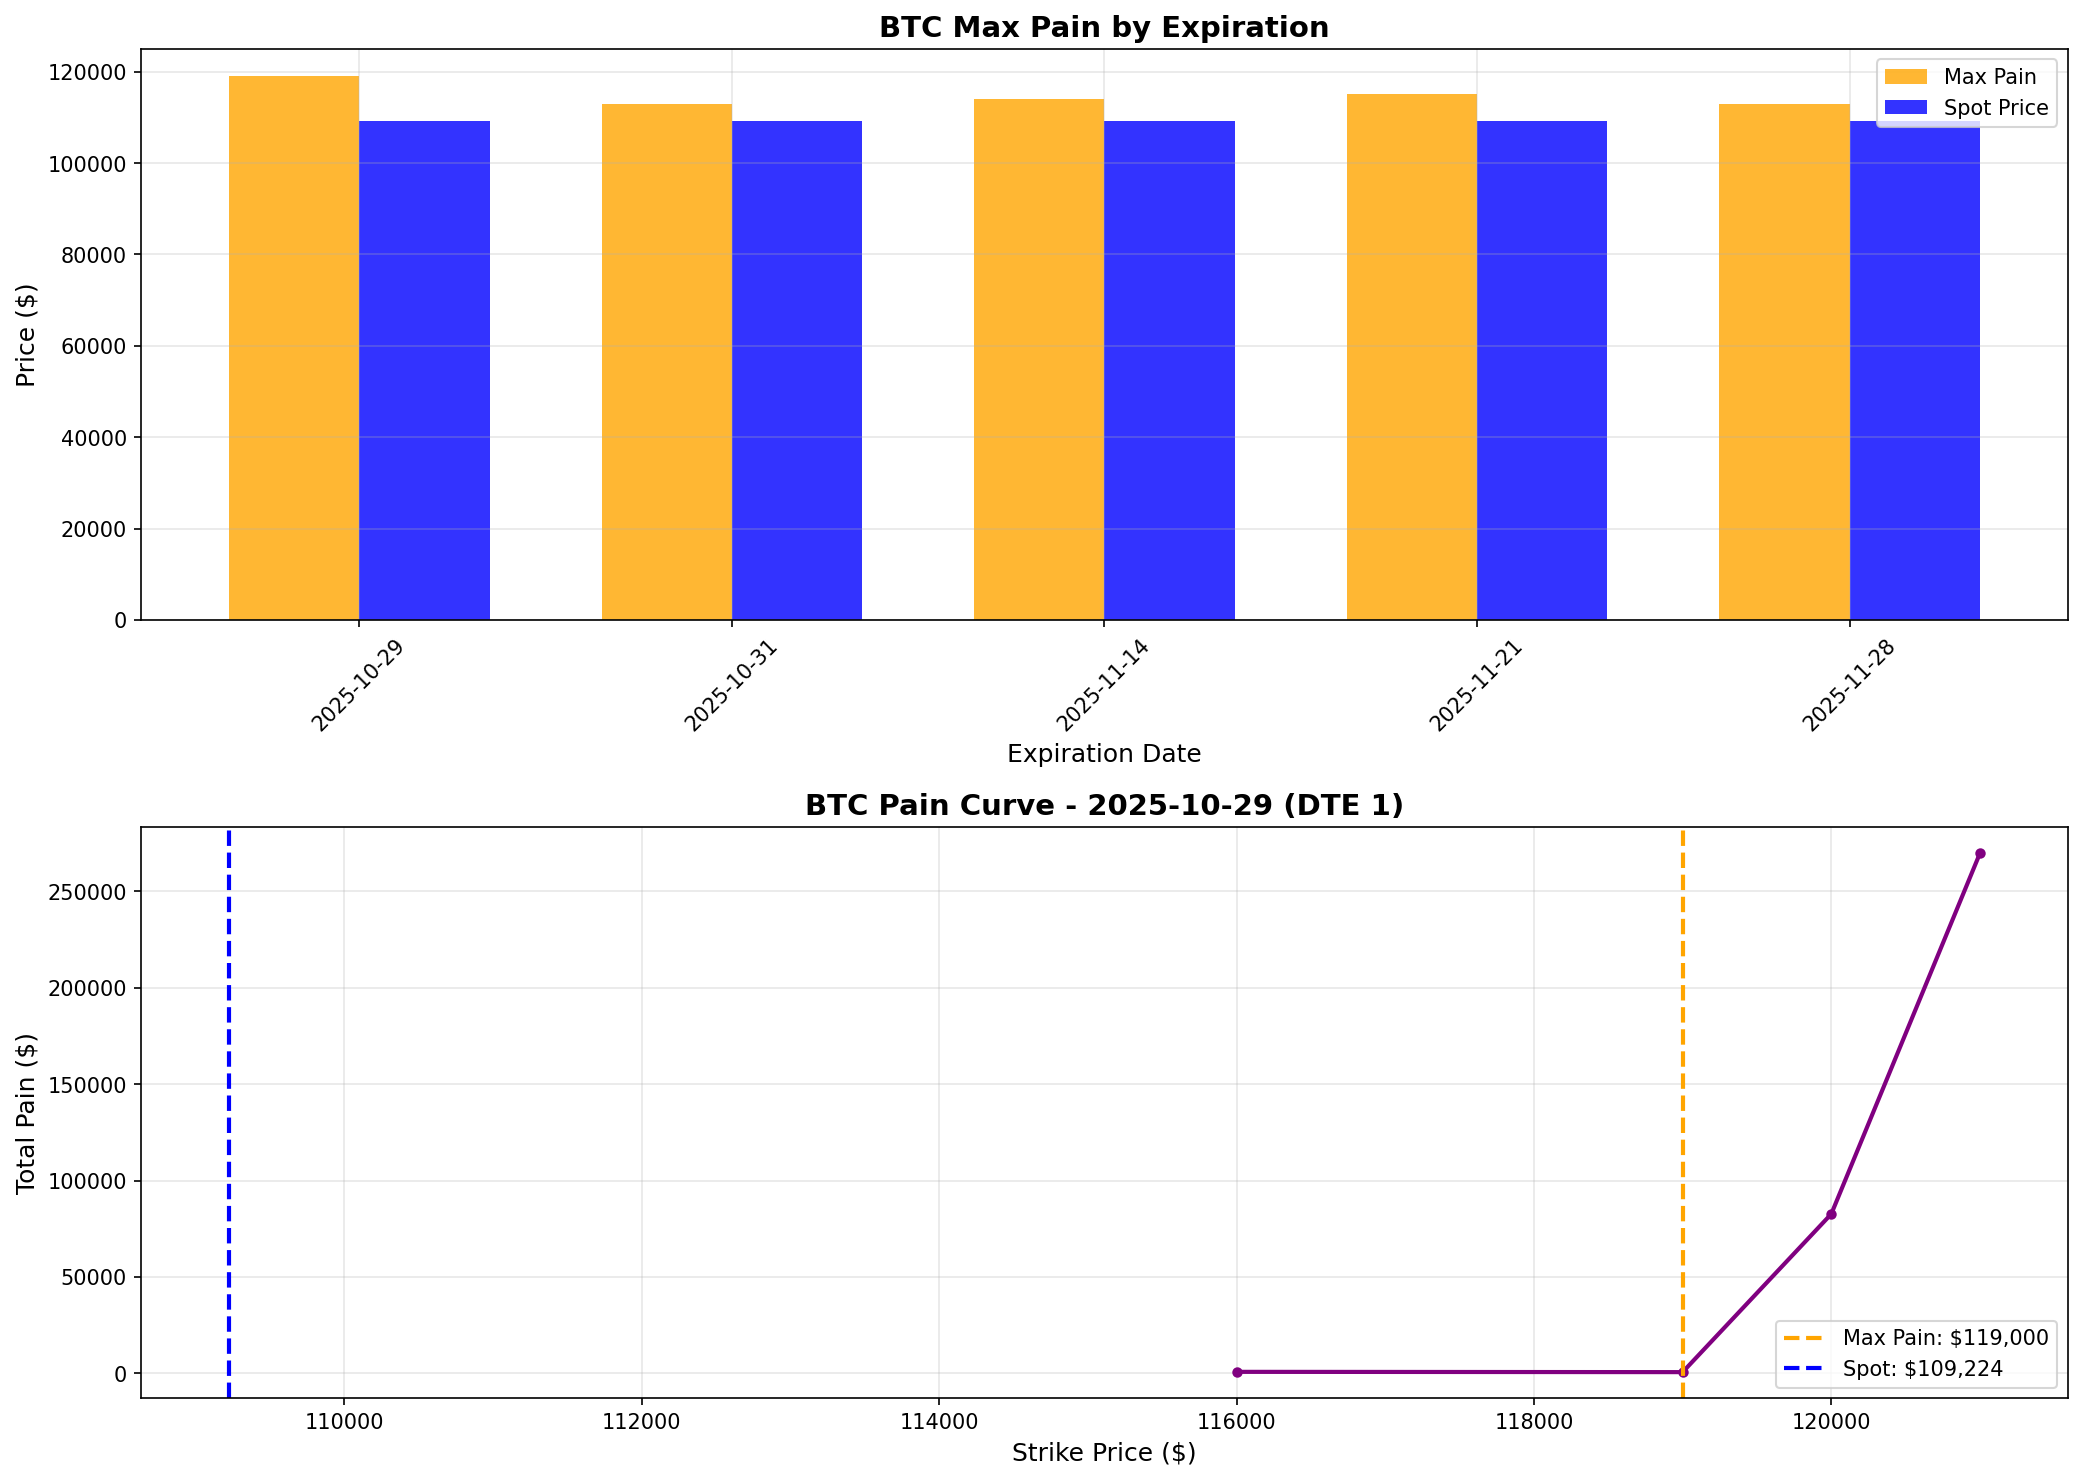 BTC Max Pain by Expiration
Max Pain
Spot Price
Price ($)
120000
100000
80000
60000
40000
20000
0
2025-10-29
2025-10-31
2025-11-14
2025-11-21
2025-11-28
Expiration Date
BTC Pain Curve - 2025-10-29 (DTE 1)
Total Pain ($)
250000
200000
150000
100000
50000
0
Max Pain: $119,000
Spot: $109,224
110000
112000
114000
116000
118000
120000
Strike Price ($)